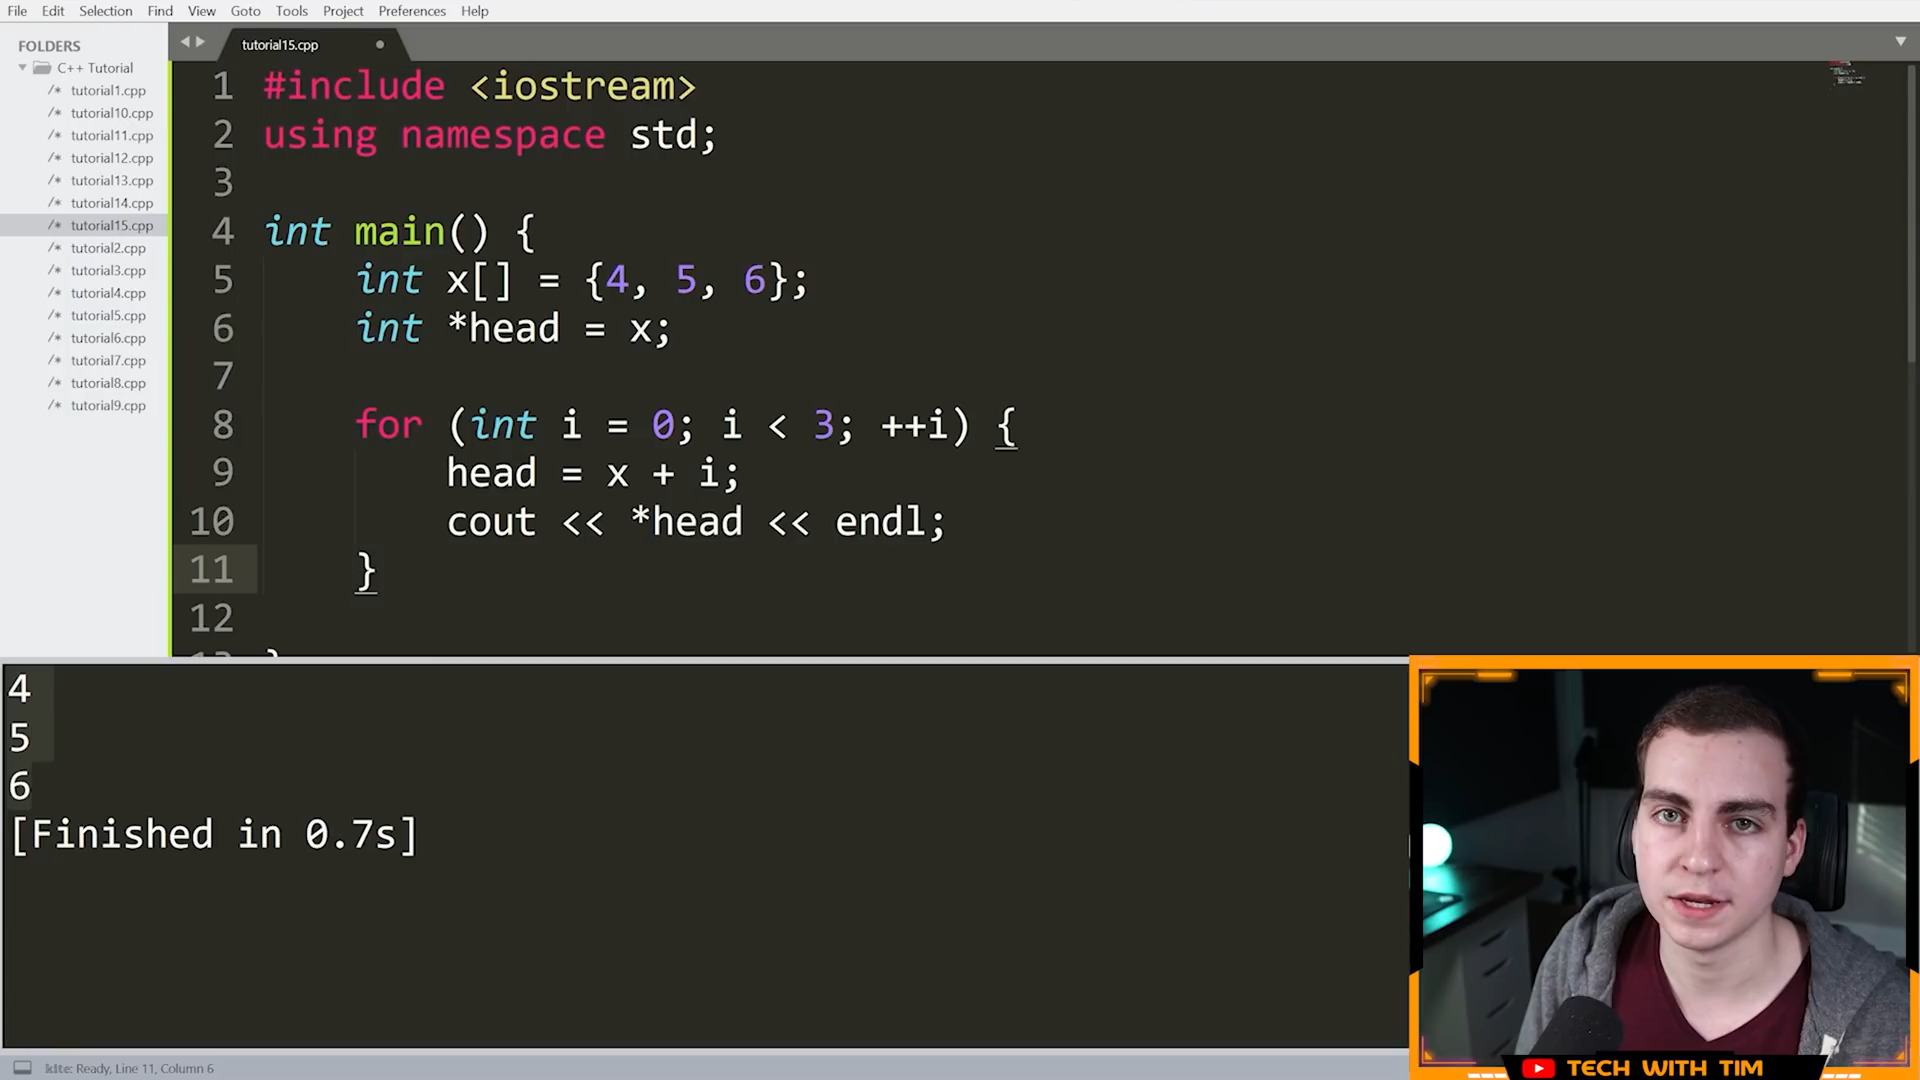 File Edit Selection Find View Goto Tools Project Preferences Help
FOLDERS
C++ Tutorial
/* tutorial1.cpp
/* tutorial10.cpp
/* tutorial11.cpp
/* tutorial12.cpp
/* tutorial13.cpp
/* tutorial14.cpp
/* tutorial15.cpp
/* tutorial2.cpp
/* tutorial3.cpp
/* tutorial4.cpp
/* tutorial5.cpp
/* tutorial6.cpp
/* tutorial7.cpp
/* tutorial8.cpp
/* tutorial9.cpp
tutorial15.cpp
1 #include <iostream>
2 using namespace std;
3
4 int main() {
5 int x[] = {4, 5, 6};
6 int *head = x;
7
8 for (int i = 0; i < 3; ++i) {
9 head = x + i;
10 cout << *head << endl;
11 }
12
4
5
6
[Finished in 0.7s]
kite: Ready, Line 11, Column 6
TECH WITH TIM